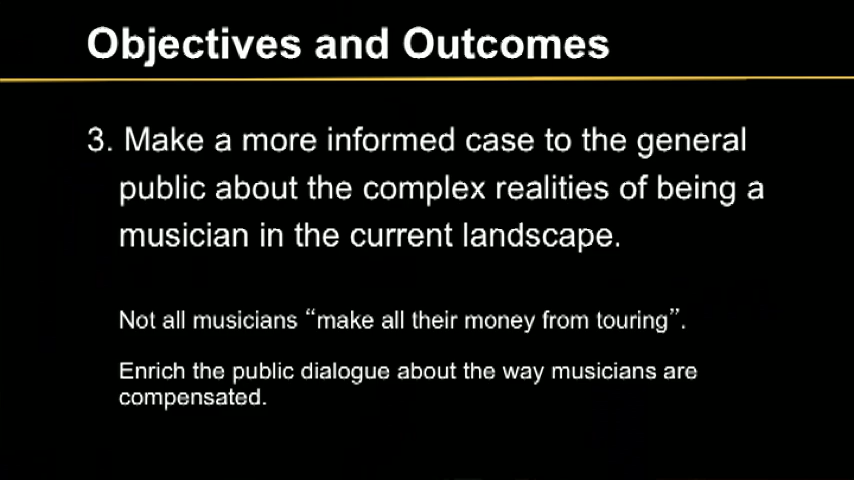 Objectives and Outcomes
3. Make a more informed case to the general
public about the complex realities of being a
musician in the current landscape.
Not all musicians “make all their money from touring”.
Enrich the public dialogue about the way musicians are
compensated.